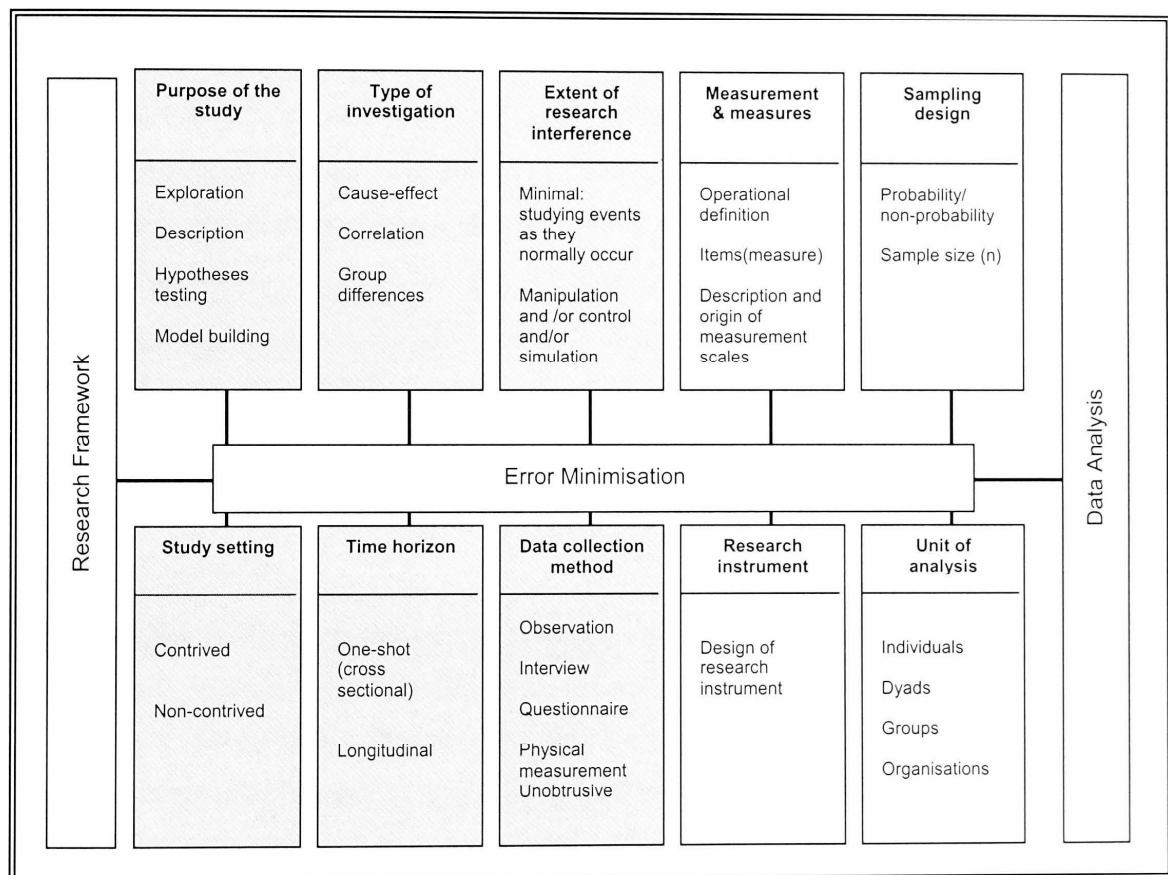 Research Framework
Purpose of the
study
Exploration
Description
Hypotheses
testing
Model building
Type of
investigation
Cause-effect
Correlation
Group
differences
Extent of
research
interference
Minimal:
studying events
as they
normally occur
Manipulation
and /or control
and/or
simulation
Measurement
& measures
Operational
definition
Items(measure)
Description and
origin of
measurement
scales
Sampling
design
Probability/
non-probability
Sample size (n)
Error Minimisation
Study setting
Contrived
Non-contrived
Time horizon
One-shot
(cross
sectional)
Longitudinal
Data collection
method
Observation
Interview
Questionnaire
Physical
measurement
Unobtrusive
Research
instrument
Design of
research
instrument
Unit of
analysis
Individuals
Dyads
Groups
Organisations
Data Analysis